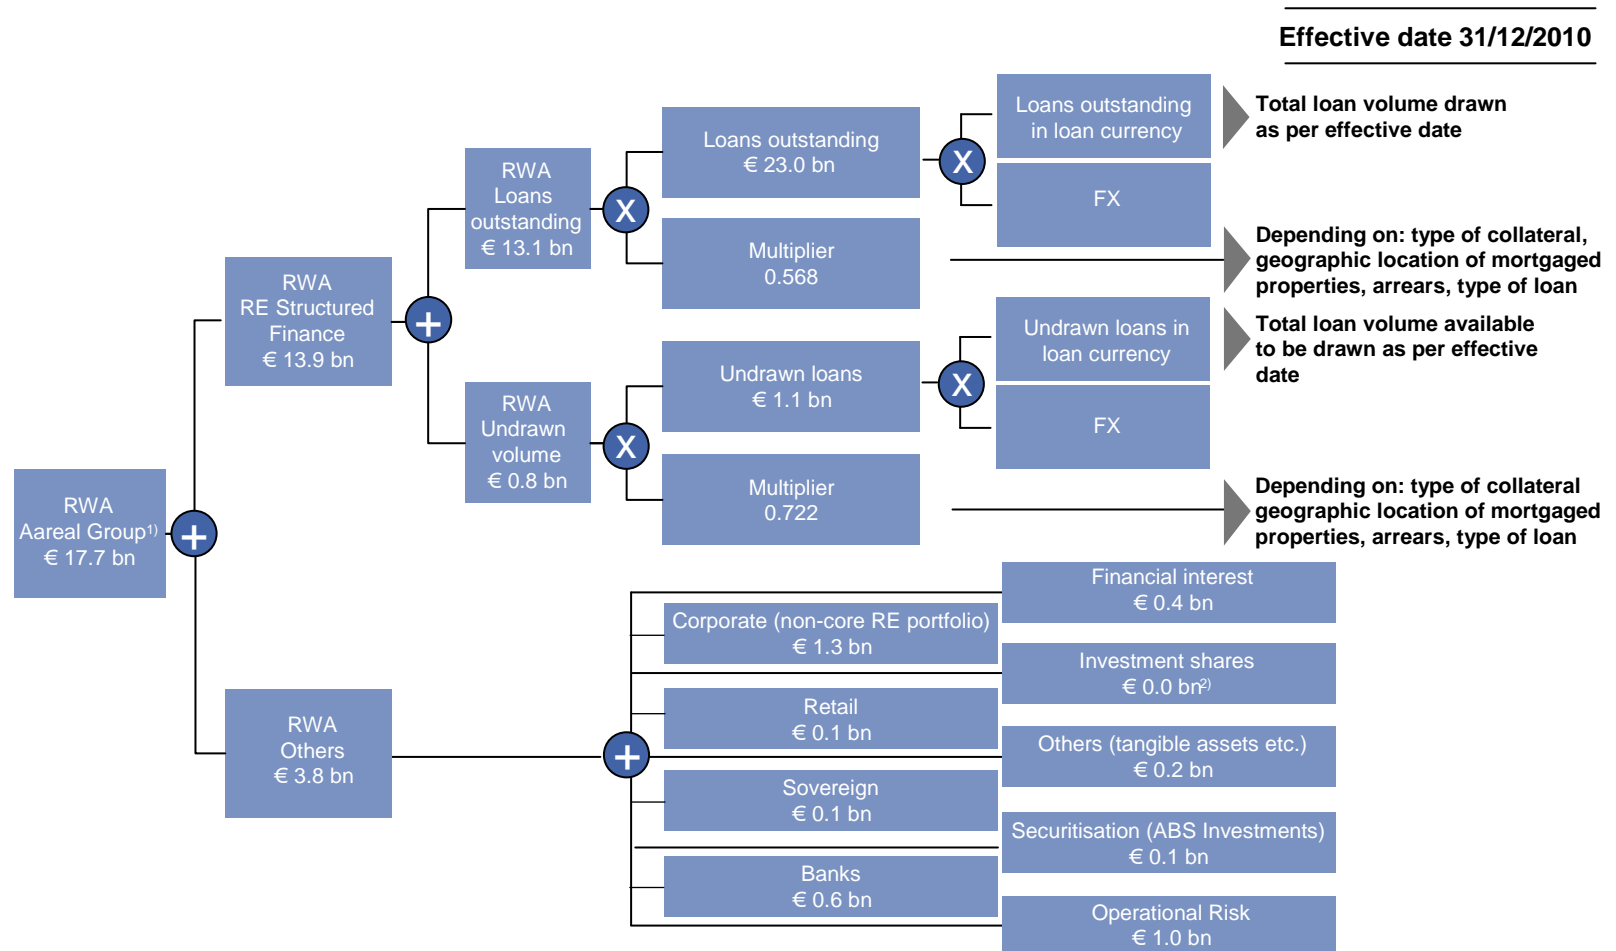 Effective date 31/12/2010
Loans outstanding
in loan currency
Total loan volume drawn
as per effective date
Loans outstanding
€ 23.0 bn
X
FX
RWA
Loans
outstanding
€ 13.1 bn
X
Multiplier
0.568
Depending on: type of collateral,
geographic location of mortgaged
properties, arrears, type of loan
RWA
RE Structured
Finance
€ 13.9 bn
+
Undrawn loans in
loan currency
Total loan volume available
to be drawn as per effective
date
Undrawn loans
€ 1.1 bn
X
FX
RWA
Undrawn
volume
€ 0.8 bn
X
Multiplier
0.722
Depending on: type of collateral
geographic location of mortgaged
properties, arrears, type of loan
RWA
Aareal Group1)
€ 17.7 bn
+
Financial interest
€ 0.4 bn
Corporate (non-core RE portfolio)
€ 1.3 bn
Investment shares
€ 0.0 bn2)
RWA
Others
€ 3.8 bn
+
Retail
€ 0.1 bn
Others (tangible assets etc.)
€ 0.2 bn
Sovereign
€ 0.1 bn
Securitisation (ABS Investments)
€ 0.1 bn
Banks
€ 0.6 bn
Operational Risk
€ 1.0 bn